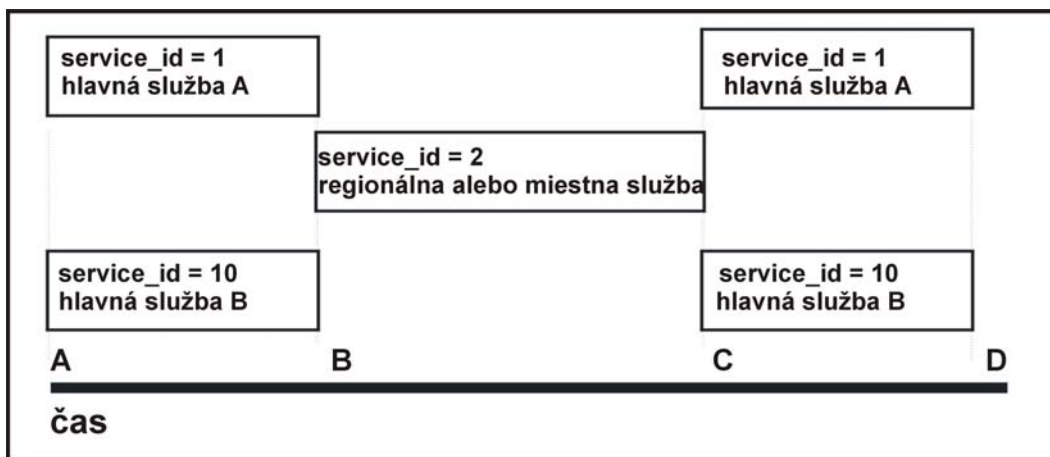 service_id = 1
hlavná služba A
service_id = 1
hlavná služba A
service_id = 2
regionálna alebo miestna služba
service_id = 10
hlavná služba B
service_id = 10
hlavná služba B
A B C D
čas